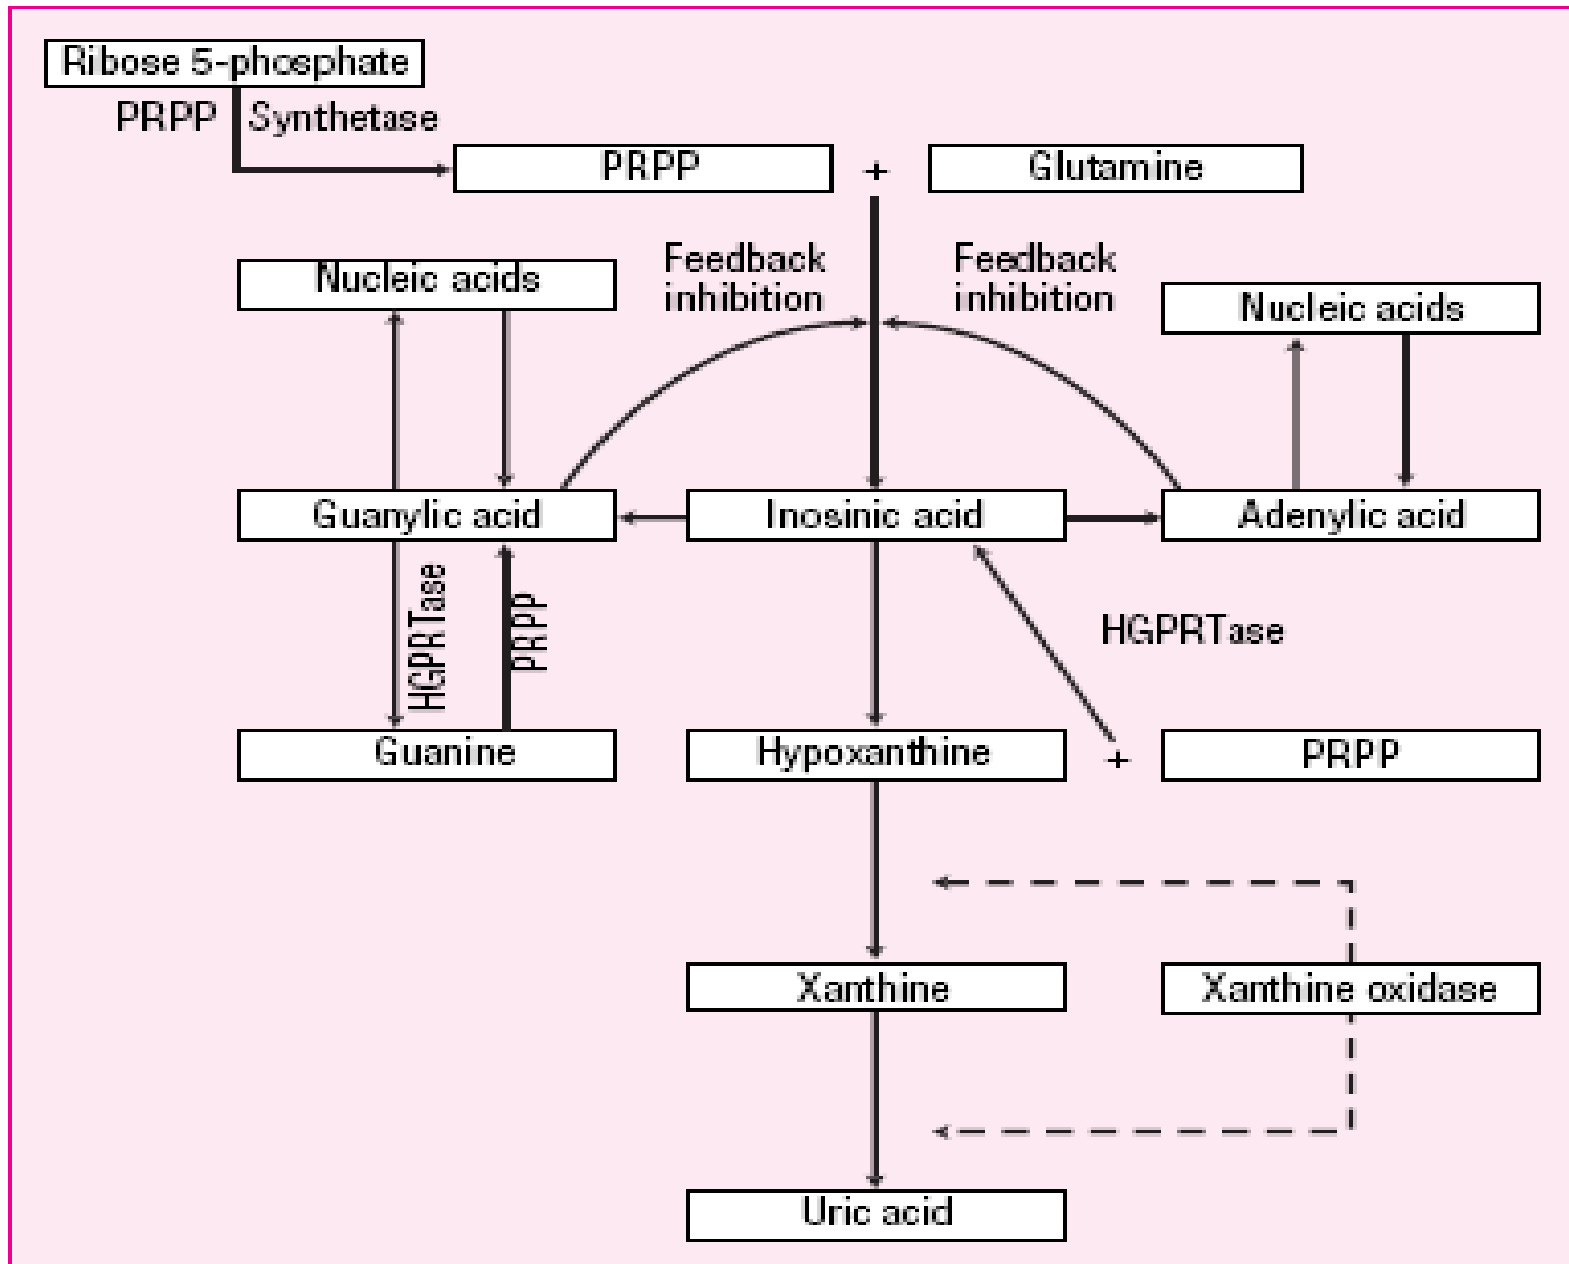 Ribose 5-phosphate
PRPP Synthetase
PRPP + Glutamine
Feedback
inhibition
Feedback
inhibition
Nucleic acids
Nucleic acids
Guanylic acid
Inosinic acid
Adenylic acid
HGPRTase
PRPP
HGPRTase
Guanine
Hypoxanthine + PRPP
Xanthine
Xanthine oxidase
Uric acid